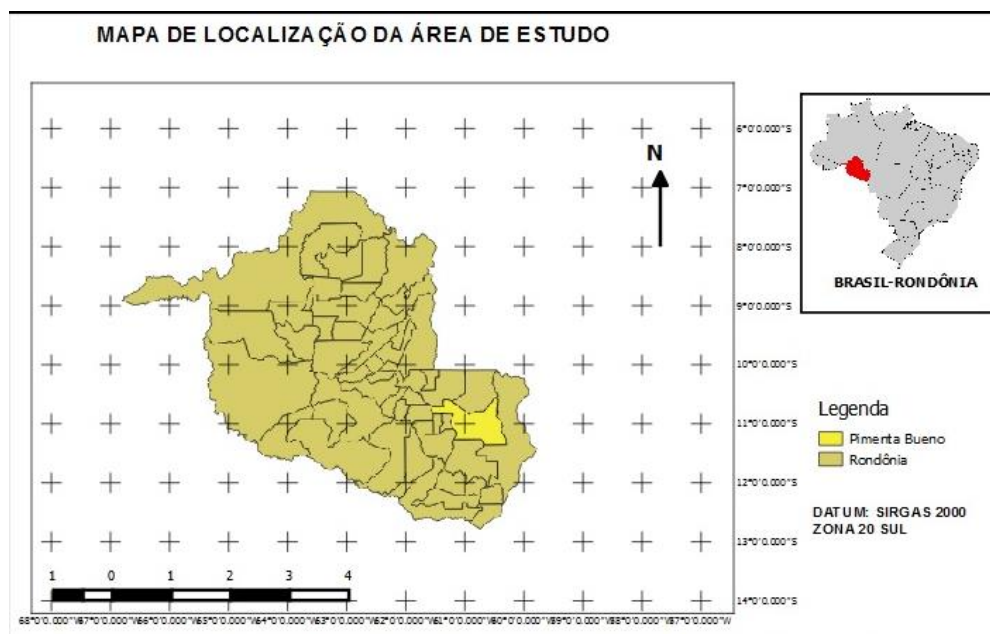 MAPA DE LOCALIZAÇÃO DA ÁREA DE ESTUDO
N
6°0'0.000"S
7°0'0.000"S
8°0'0.000"S
9°0'0.000"S
10°0'0.000"S
11°0'0.000"S
12°0'0.000"S
13°0'0.000"S
14°0'0.000"S
BRASIL-RONDÔNIA
Legenda
Pimenta Bueno
Rondônia
DATUM: SIRGAS 2000
ZONA 20 SUL
1 0 1 2 3 4